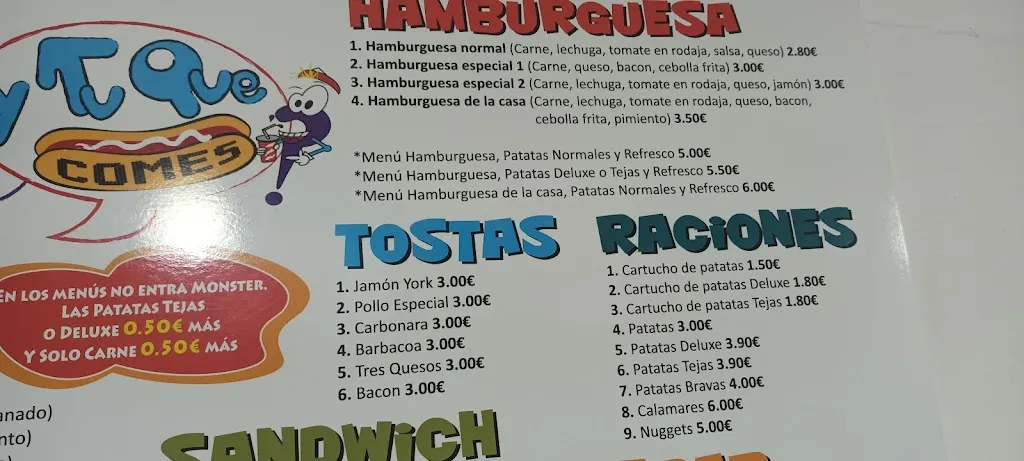 y Tu Que
COMES
HAMBURGUESA
1. Hamburguesa normal (Carne, lechuga, tomate en rodaja, salsa, queso) 2.80€
2. Hamburguesa especial 1 (Carne, queso, bacon, cebolla frita) 3.00€
3. Hamburguesa especial 2 (Carne, lechuga, tomate en rodaja, queso, jamón) 3.00€
4. Hamburguesa de la casa (Carne, lechuga, tomate en rodaja, queso, bacon,
cebolla frita, pimiento) 3.50€
*Menú Hamburguesa, Patatas Normales y Refresco 5.00€
*Menú Hamburguesa, Patatas Deluxe o Tejas y Refresco 5.50€
*Menú Hamburguesa de la casa, Patatas Normales y Refresco 6.00€
EN LOS MENÚS NO ENTRA MONSTER.
LAS PATATAS TEJAS
O DELUXE 0.50€ MÁS
Y SOLO CARNE 0.50€ MÁS
TOSTAS
1. Jamón York 3.00€
2. Pollo Especial 3.00€
3. Carbonara 3.00€
4. Barbacoa 3.00€
5. Tres Quesos 3.00€
6. Bacon 3.00€
RACiONES
1. Cartucho de patatas 1.50€
2. Cartucho de patatas Deluxe 1.80€
3. Cartucho de patatas Tejas 1.80€
4. Patatas 3.00€
5. Patatas Deluxe 3.90€
6. Patatas Tejas 3.90€
7. Patatas Bravas 4.00€
8. Calamares 6.00€
9. Nuggets 5.00€
SANDWiCH